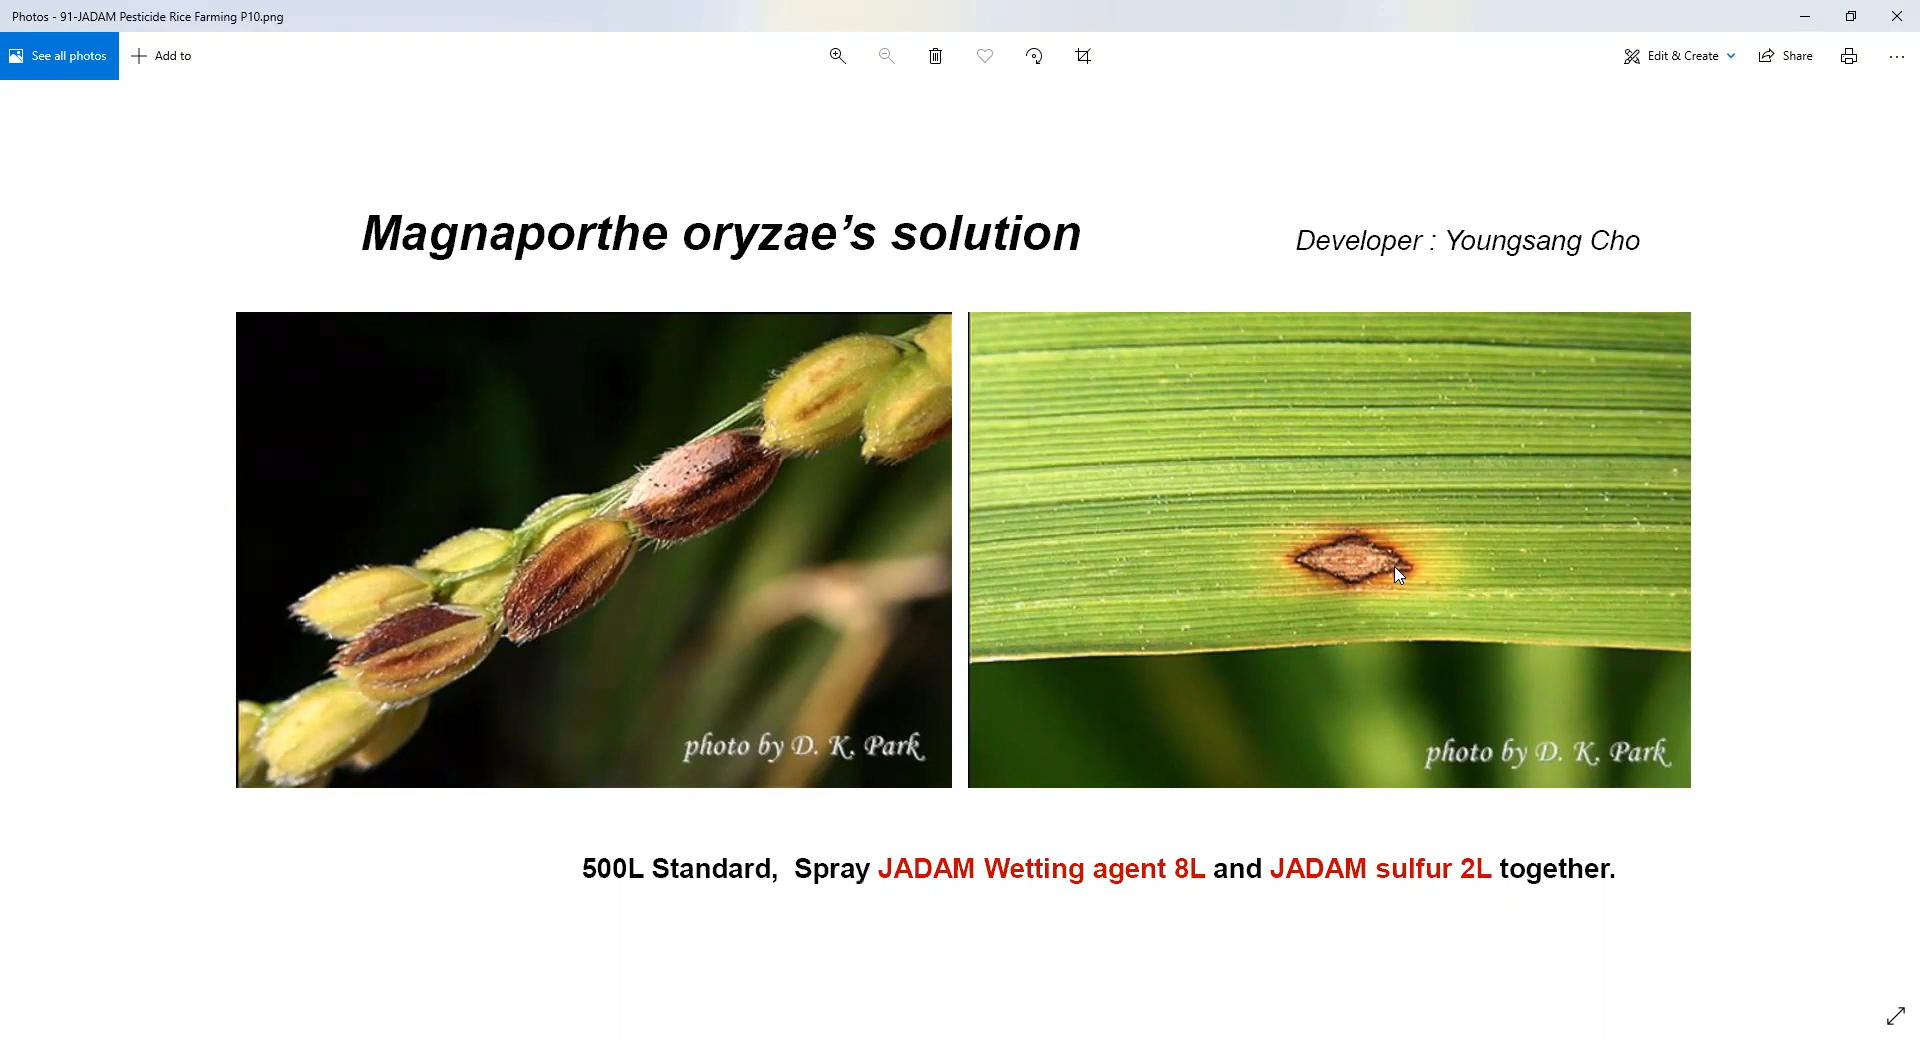 Photos - 91-JADAM Pesticide Rice Farming P10.png
See all photos
Add to
Edit & Create
Share
Magnaporthe oryzae’s solution
Developer : Youngsang Cho
photo by D. K. Park
photo by D. K. Park
500L Standard,  Spray JADAM Wetting agent 8L and JADAM sulfur 2L together.